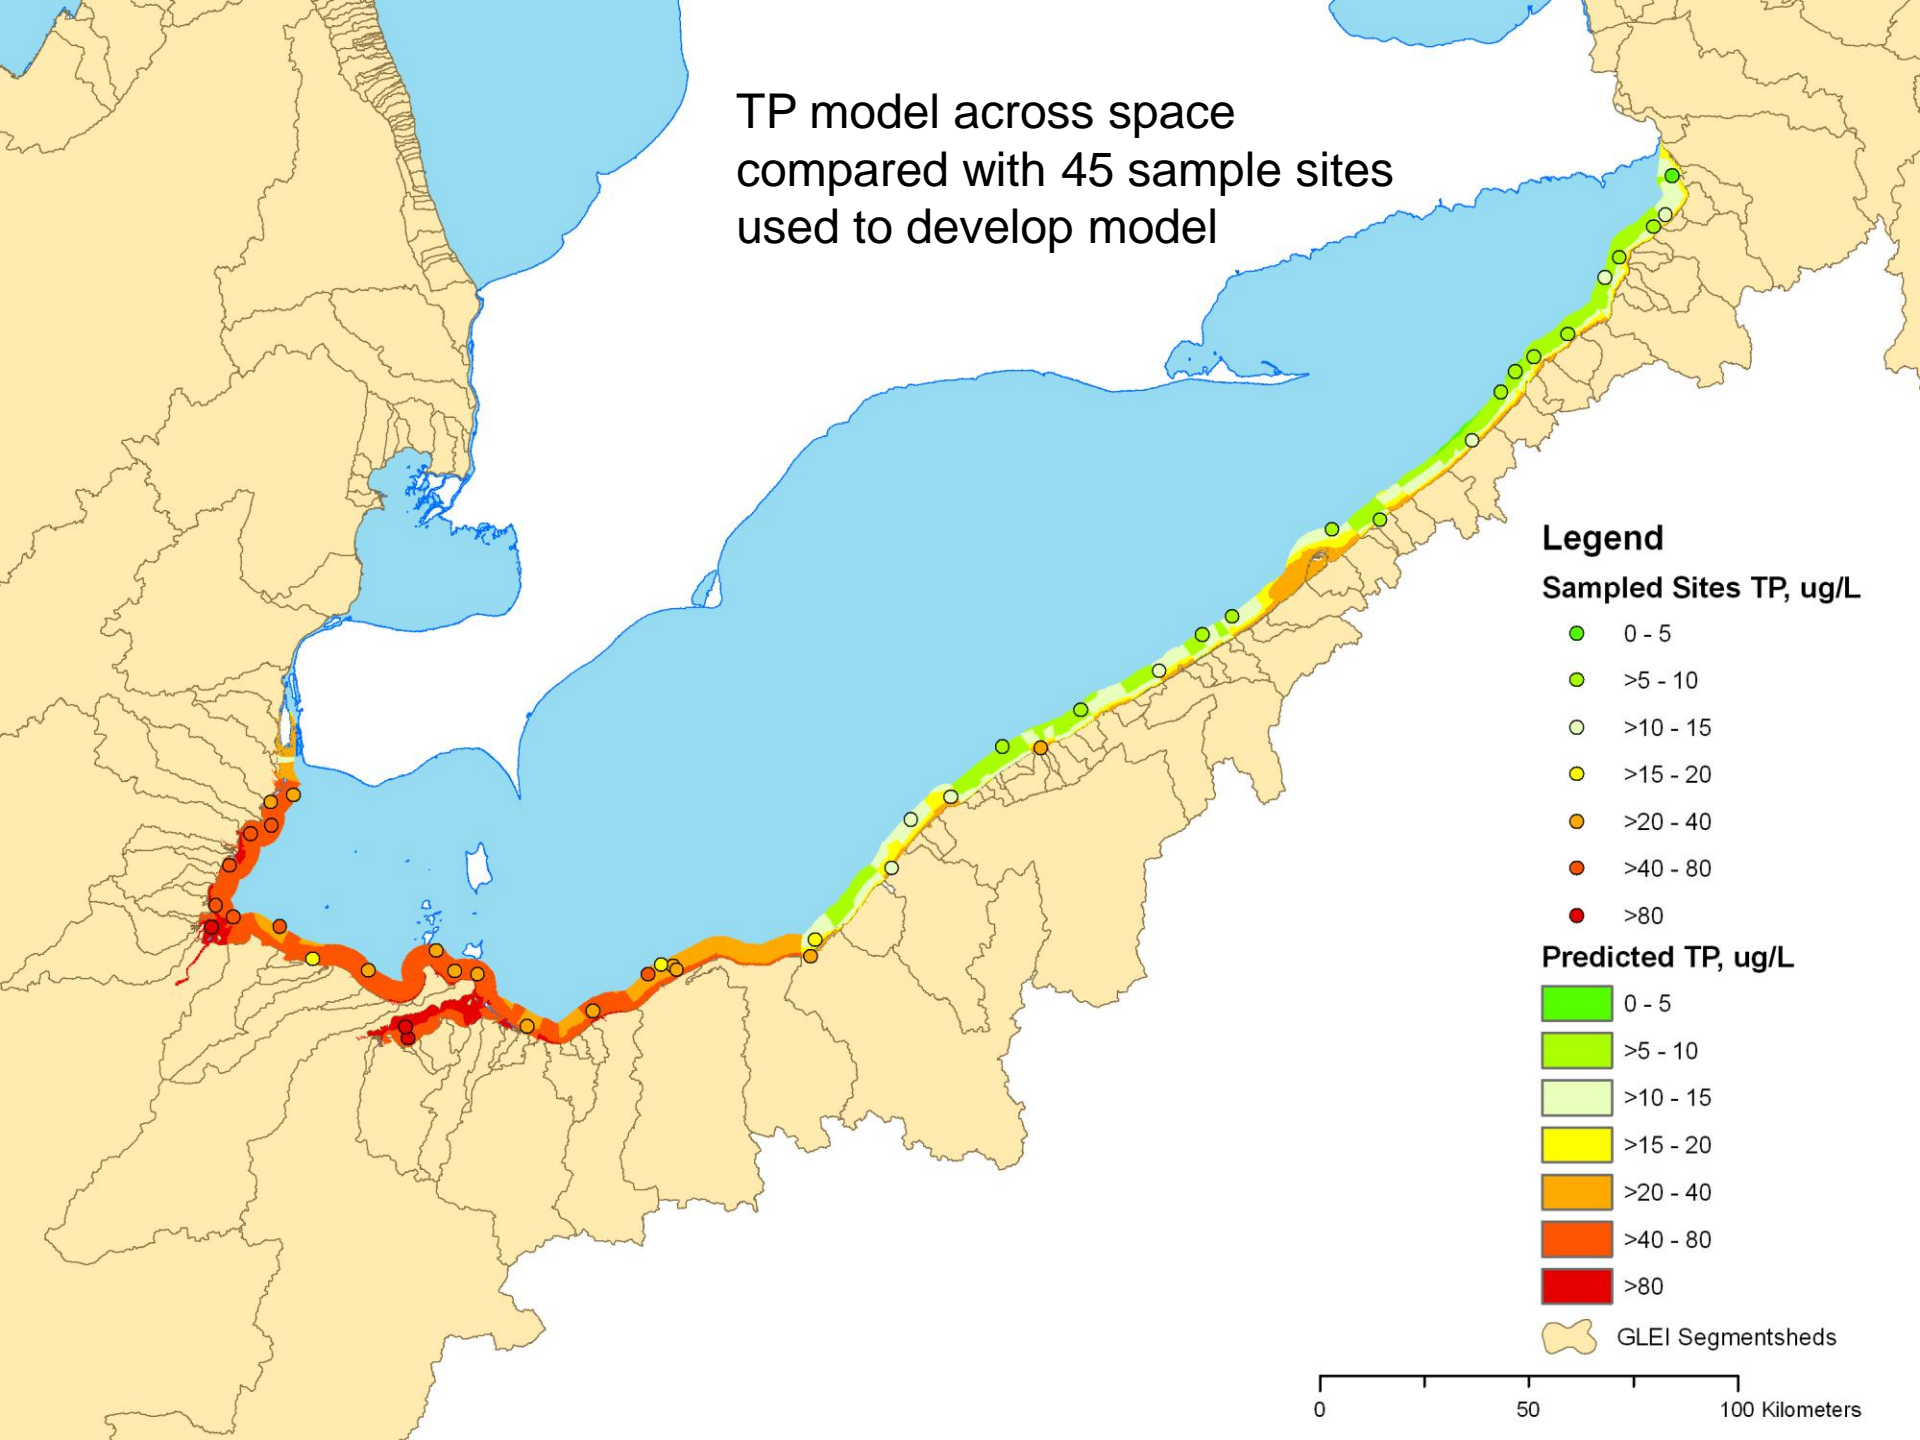 TP model across space
compared with 45 sample sites
used to develop model
Legend
Sampled Sites TP, ug/L
0 - 5
>5 - 10
>10 - 15
>15 - 20
>20 - 40
>40 - 80
>80
Predicted TP, ug/L
0 - 5
>5 - 10
>10 - 15
>15 - 20
>20 - 40
>40 - 80
>80
GLEI Segmentsheds
0 50 100 Kilometers